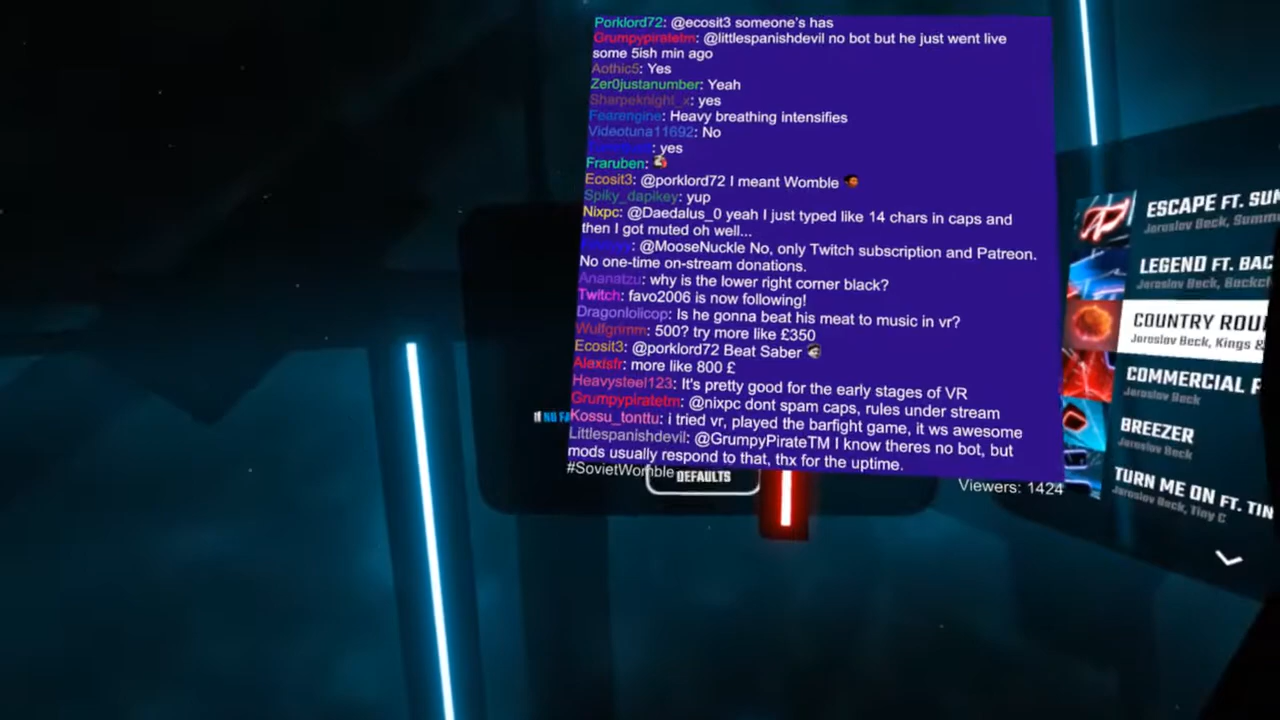 Porklord72: @ecosit3 someone's has
Grumpypiratetm: @littlespanishdevil no bot but he just went live
some 5ish min ago
Aothic5: Yes
Zer0justanumber: Yeah
Sharpeknight_x: yes
Fearengine: Heavy breathing intensifies
Videotuna11692: No
: yes
Fraruben:
Ecosit3: @porklord72 I meant Womble
Spiky_dapikey: yup
Nixpc: @Daedalus_0 yeah I just typed like 14 chars in caps and
then I got muted oh well...
: @MooseNuckle No, only Twitch subscription and Patreon.
No one-time on-stream donations.
Ananatzu: why is the lower right corner black?
Twitch: favo2006 is now following!
Dragonlolicop: Is he gonna beat his meat to music in vr?
Wulfgrimm: 500? try more like £350
Ecosit3: @porklord72 Beat Saber
Alexisfr: more like 800 £
Heavysteel123: It's pretty good for the early stages of VR
Grumpypiratetm: @nixpc dont spam caps, rules under stream
Kossu_tonttu: i tried vr, played the barfight game, it ws awesome
Littlespanishdevil: @GrumpyPirateTM I know theres no bot, but
mods usually respond to that, thx for the uptime.
#SovietWomble
Viewers: 1424
NO FA
DEFAULTS
ESCAPE FT. SUM
Jaroslav Beck, Summ
LEGEND FT. BAC
Jaroslav Beck, Backch
COUNTRY ROU
Jaroslav Beck, Kings &
COMMERCIAL P
Jaroslav Beck
BREEZER
Jaroslav Beck
TURN ME ON FT. TIN
Jaroslav Beck, Tiny C